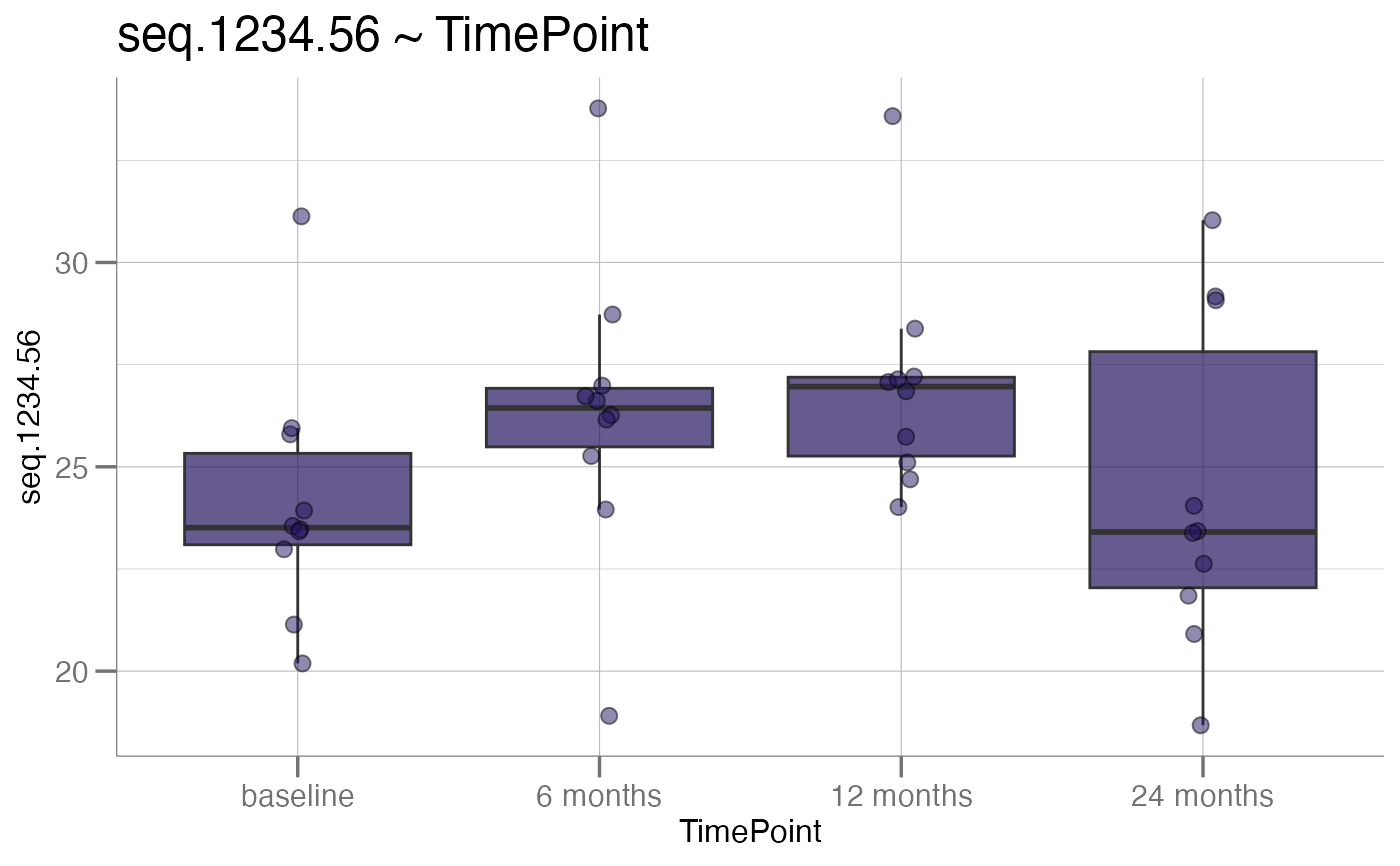 seq.1234.56 ~ TimePoint
seq.1234.56
30
25
20
baseline
6 months
12 months
24 months
TimePoint